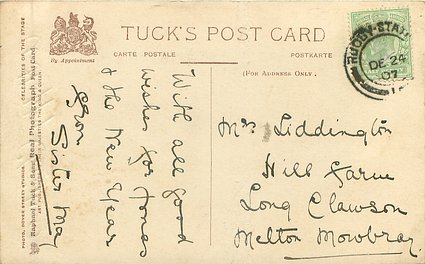 TUCK'S POST CARD
CARTE POSTALE
POSTKARTE
By Appointment
(FOR ADDRESS ONLY.)
RUGBY-STA
DE 24
07
With all good
wishes for Xmas
& the New Year
from
Sister May
Mrs Liddington
Hill Farm
Long Clawson
Melton Mowbray
CELEBRITIES OF THE STAGE
Raphael Tuck & Sons Real Photograph Post Card